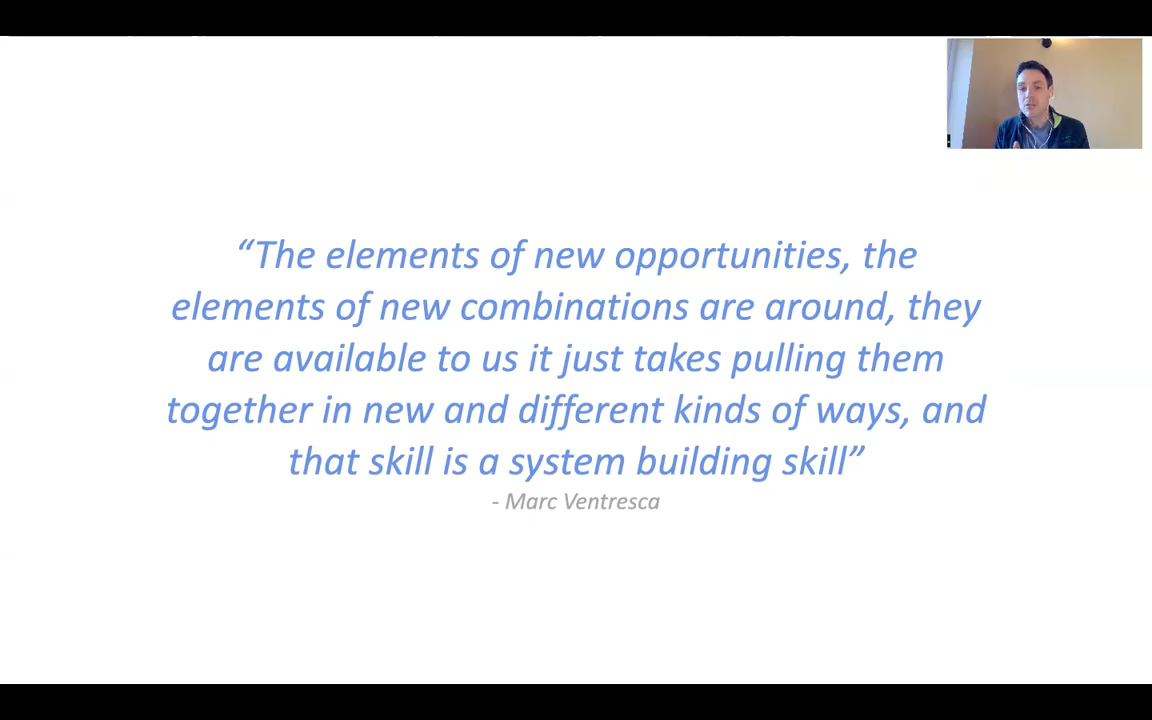 “The elements of new opportunities, the
elements of new combinations are around, they
are available to us it just takes pulling them
together in new and different kinds of ways, and
that skill is a system building skill”
- Marc Ventresca